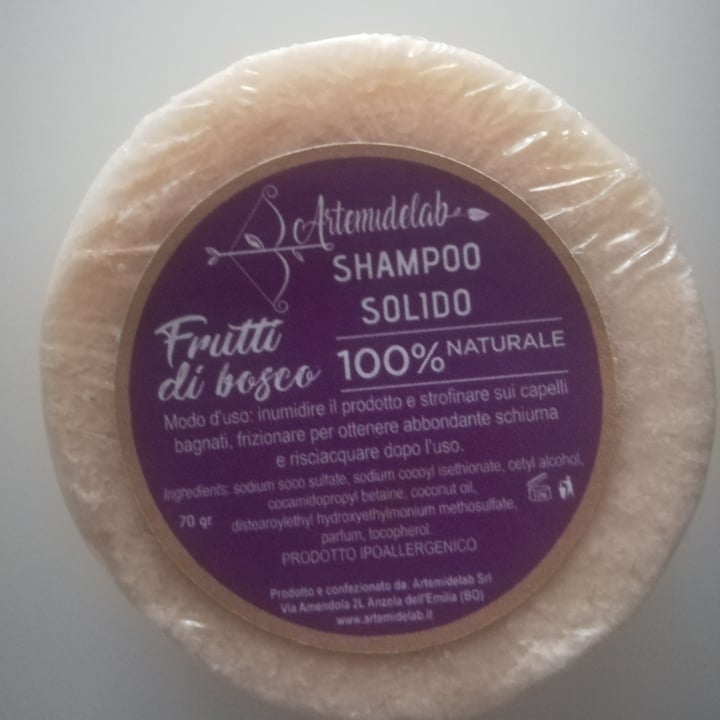 Artemidelab
SHAMPOO
SOLIDO
Frutti
di bosco
100% NATURALE
Modo d'uso: inumidire il prodotto e strofinare sui capelli
bagnati, frizionare per ottenere abbondante schiuma
e risciacquare dopo l'uso.
Ingredients: sodium soco sulfate, sodium cocoyl isethionate, cetyl alcohol,
cocamidopropyl betaine, coconut oil,
distearoylethyl hydroxyethylmonium methosulfate,
parfum, tocopherol.
70 gr
PRODOTTO IPOALLERGENICO
Prodotto e confezionato da: Artemidelab Srl
Via Amendola 2L Anzola dell'Emilia (BO)
www.artemidelab.it